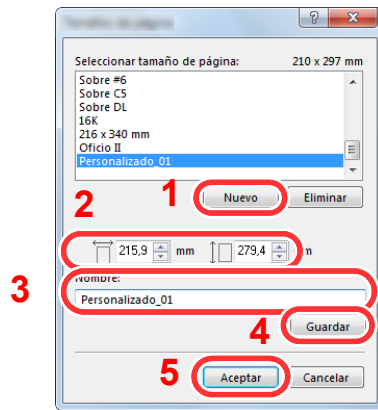 Seleccionar tamaño de página: 210 x 297 mm
Sobre #6
Sobre C5
Sobre DL
16K
216 x 340 mm
Oficio II
Personalizado_01
1 Nuevo Eliminar
2
215,9 mm 279,4 m
3 Nombre:
Personalizado_01
4 Guardar
5 Aceptar Cancelar